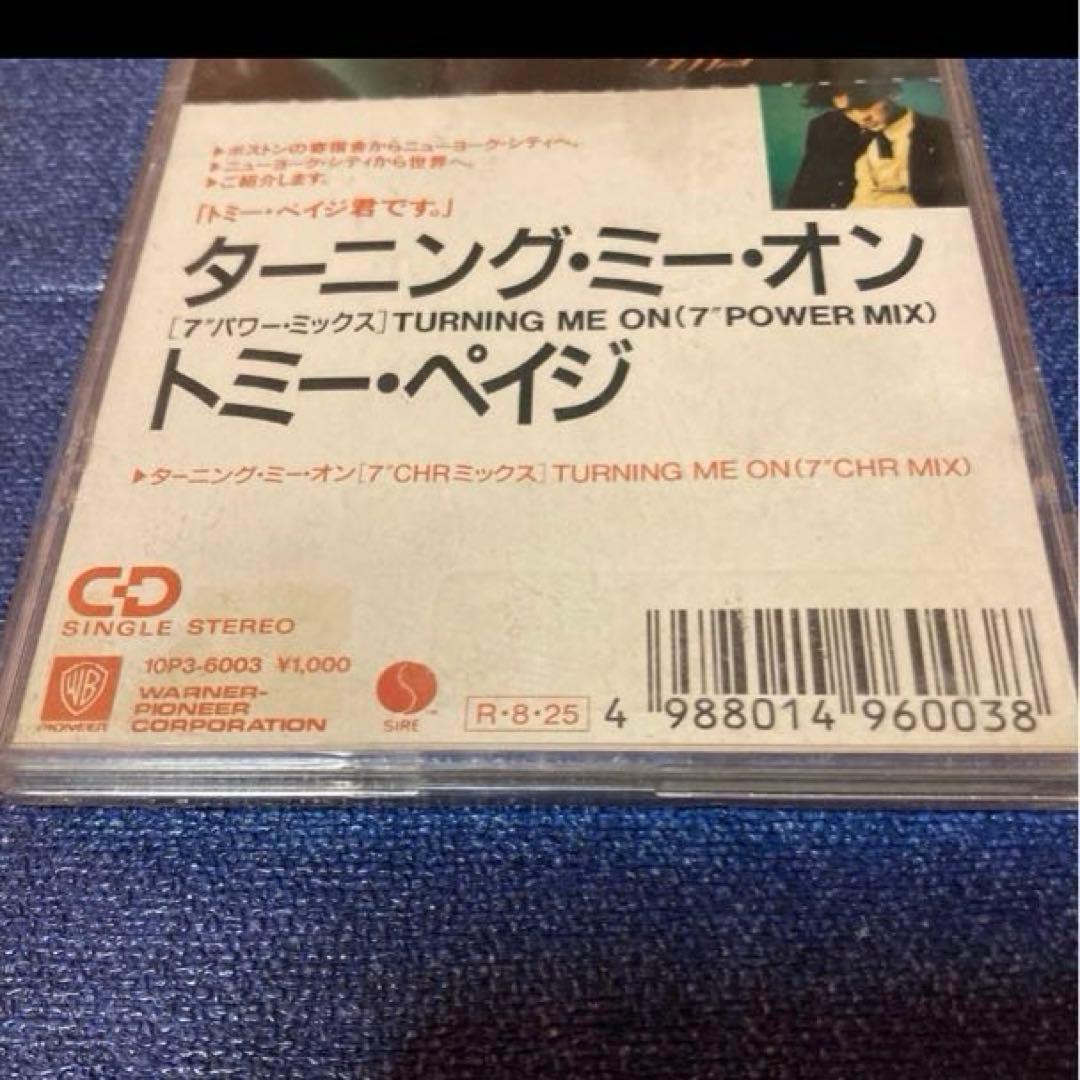 ▶ボストンの寄宿舎からニューヨーク・シティへ。
▶ニューヨーク・シティから世界へ。
▶ご紹介します。
「トミー・ペイジ君です。」
ターニング・ミー・オン
[7"パワー・ミックス] TURNING ME ON (7"POWER MIX)
トミー・ペイジ
▶ターニング・ミー・オン [7"CHRミックス] TURNING ME ON (7"CHR MIX)
CD
SINGLE STEREO
10P3-6003 ¥1,000
WB
PIONEER
WARNER-
PIONEER
CORPORATION
S
SIRE ™
R・8・25
4 988014 960038